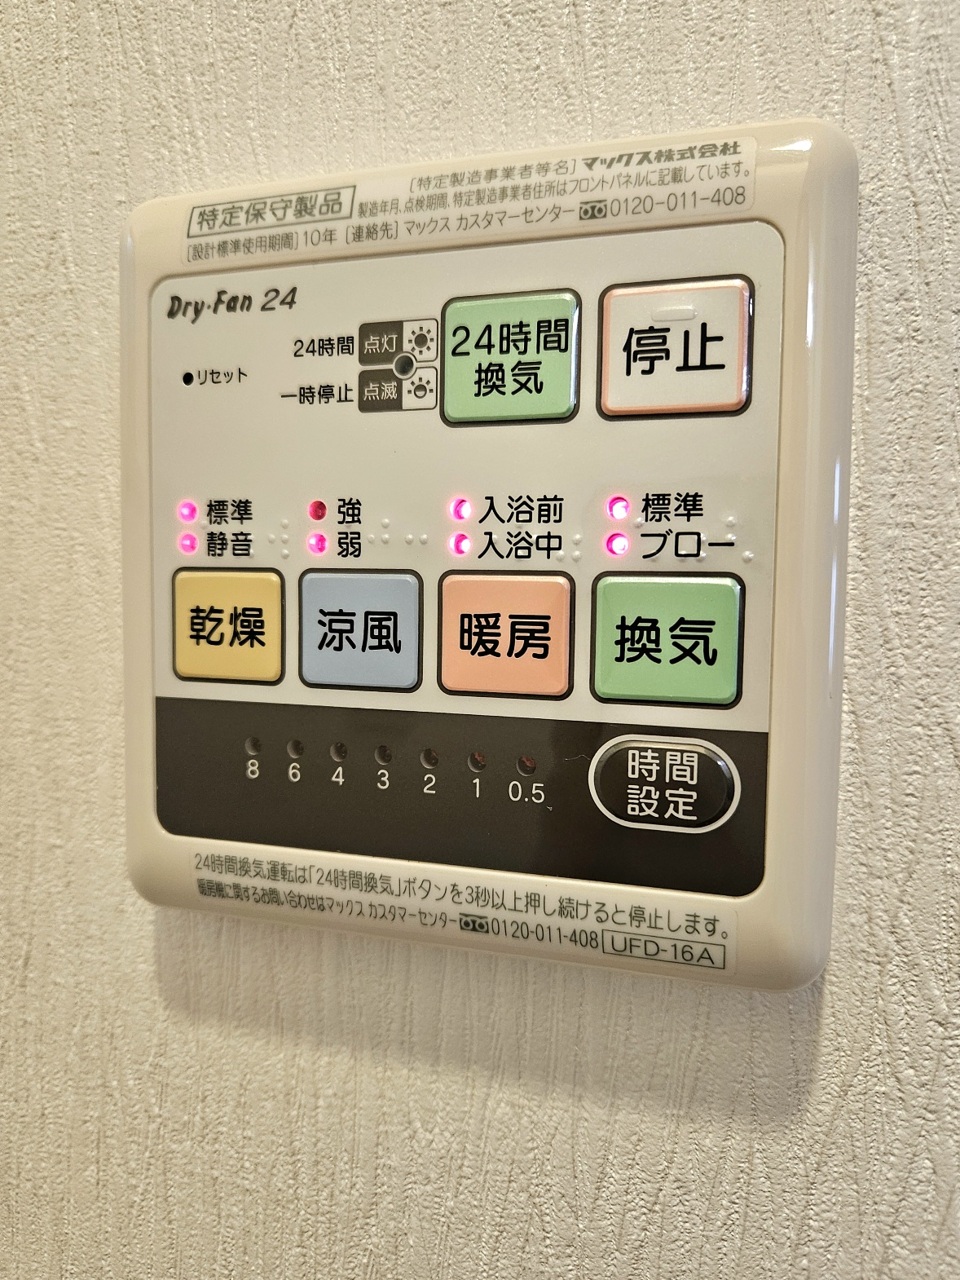 [特定製造事業者等名] マックス株式会社
特定保守製品
製造年月、点検期間、特定製造事業者住所はフロントパネルに記載しています。
[設計標準使用期間] 10年 [連絡先] マックス カスタマーセンター 0120-011-408
Dry・Fan 24
24時間 点灯
一時停止 点滅
リセット
24時間
換気
停止
標準
静音
強
弱
入浴前
入浴中
標準
ブロー
乾燥
涼風
暖房
換気
8 6 4 3 2 1 0.5
時間
設定
24時間換気運転は「24時間換気」ボタンを3秒以上押し続けると停止します。
暖房機に関するお問い合わせはマックス カスタマーセンター 0120-011-408 UFD-16A